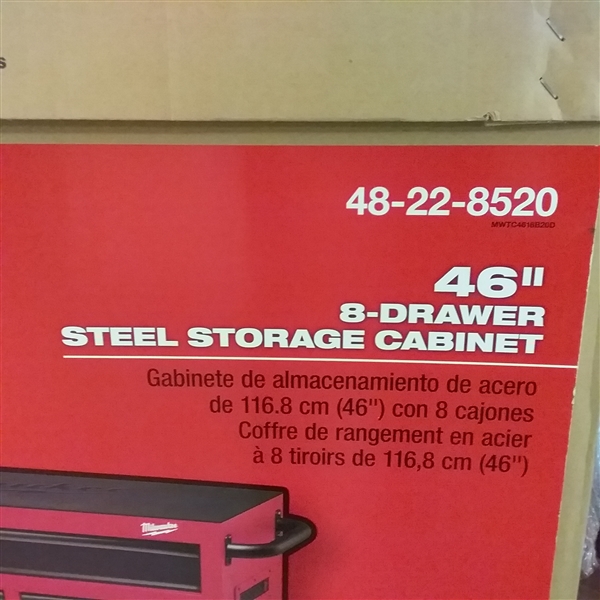 s
48-22-8520
46"
8-DRAWER
STEEL STORAGE CABINET
Gabinete de almacenamiento de acero
de 116.8 cm (46") con 8 cajones
Coffre de rangement en acier
à 8 tiroirs de 116,8 cm (46")
Milwaukee